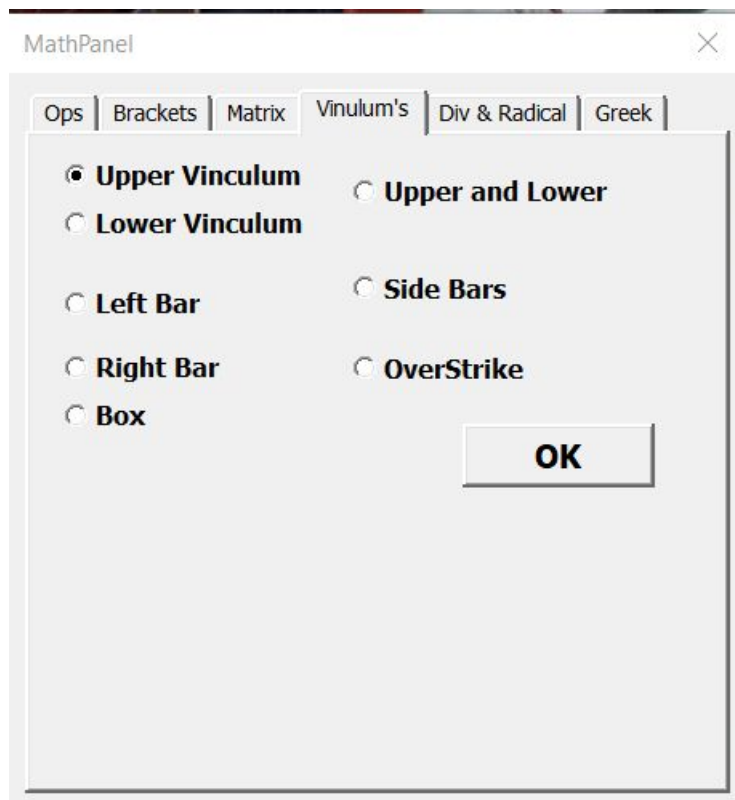 MathPanel
Ops Brackets Matrix Vinulum's Div & Radical Greek
Upper Vinculum
Upper and Lower
Lower Vinculum
Left Bar
Side Bars
Right Bar
OverStrike
Box
OK